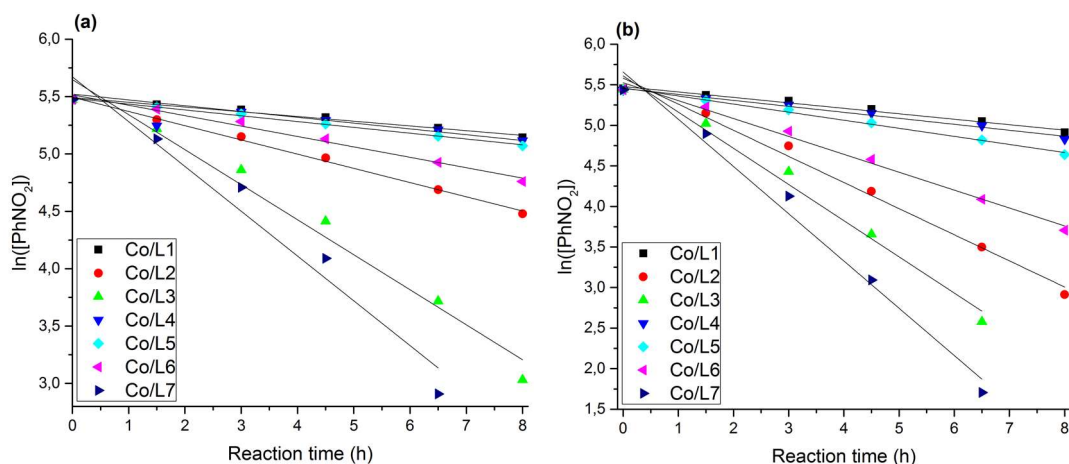 (a)
6,0
5,5
5,0
4,5
4,0
3,5
3,0
ln([PhNO₂])
Co/L1
Co/L2
Co/L3
Co/L4
Co/L5
Co/L6
Co/L7
0 1 2 3 4 5 6 7 8
Reaction time (h)
(b)
6,0
5,5
5,0
4,5
4,0
3,5
3,0
2,5
2,0
1,5
ln([PhNO₂])
Co/L1
Co/L2
Co/L3
Co/L4
Co/L5
Co/L6
Co/L7
0 1 2 3 4 5 6 7 8
Reaction time (h)